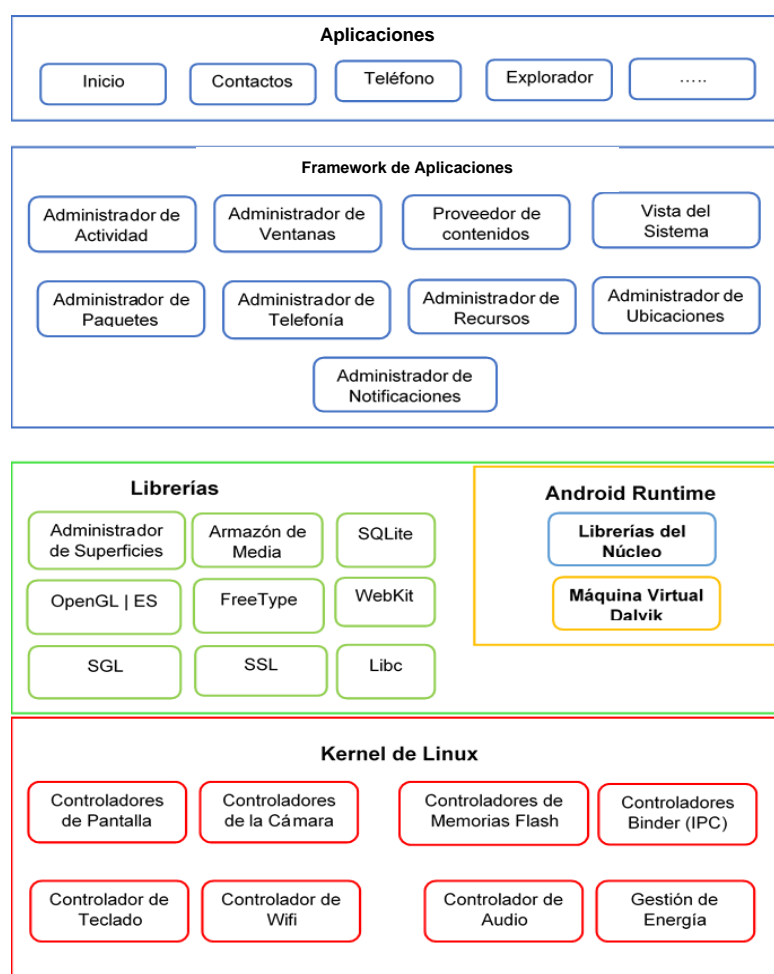 Aplicaciones
Inicio
Contactos
Teléfono
Explorador
…..
Framework de Aplicaciones
Administrador de
Actividad
Administrador de
Ventanas
Proveedor de
contenidos
Vista del
Sistema
Administrador de
Paquetes
Administrador de
Telefonía
Administrador de
Recursos
Administrador de
Ubicaciones
Administrador de
Notificaciones
Librerías
Administrador
de Superficies
Armazón de
Media
SQLite
OpenGL | ES
FreeType
WebKit
SGL
SSL
Libc
Android Runtime
Librerías del
Núcleo
Máquina Virtual
Dalvik
Kernel de Linux
Controladores
de Pantalla
Controladores
de la Cámara
Controladores de
Memorias Flash
Controladores
Binder (IPC)
Controlador de
Teclado
Controlador de
Wifi
Controlador de
Audio
Gestión de
Energía